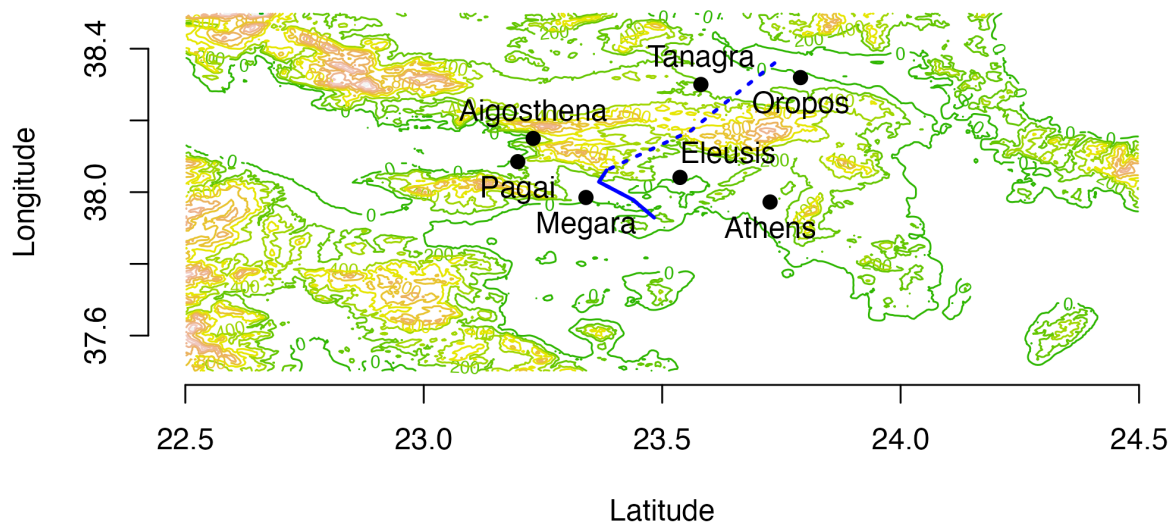 38.4
38.0
37.6
Longitude
Tanagra
Oropos
Aigosthena
Eleusis
Pagai
Megara
Athens
22.5
23.0
23.5
24.0
24.5
Latitude